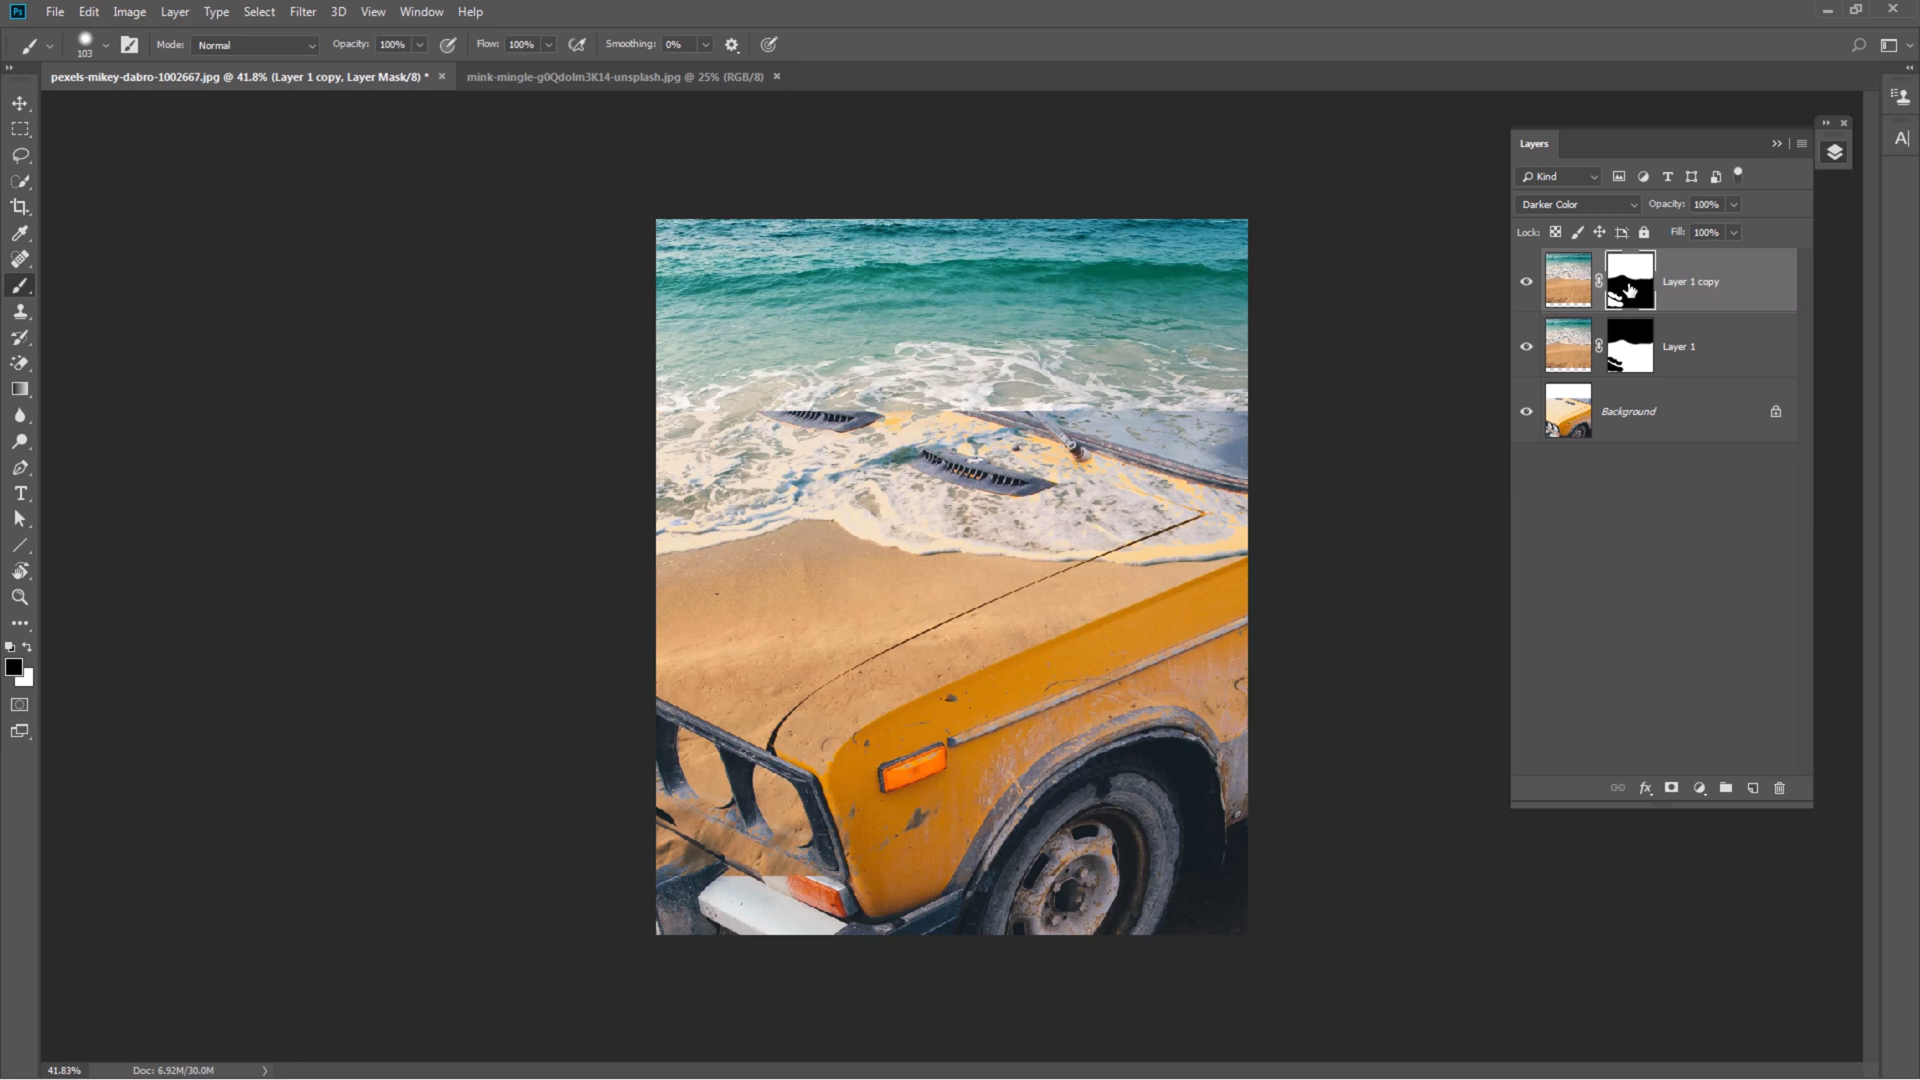 Ps File Edit Image Layer Type Select Filter 3D View Window Help
103 Mode: Normal Opacity: 100% Flow: 100% Smoothing: 0%
pexels-mikey-dabro-1002667.jpg @ 41.8% (Layer 1 copy, Layer Mask/8) * × mink-mingle-g0Qdolm3K14-unsplash.jpg @ 25% (RGB/8) ×
Layers
Kind
Darker Color Opacity: 100%
Lock: Fill: 100%
Layer 1 copy
Layer 1
Background
fx
41.83% Doc: 6.92M/30.0M